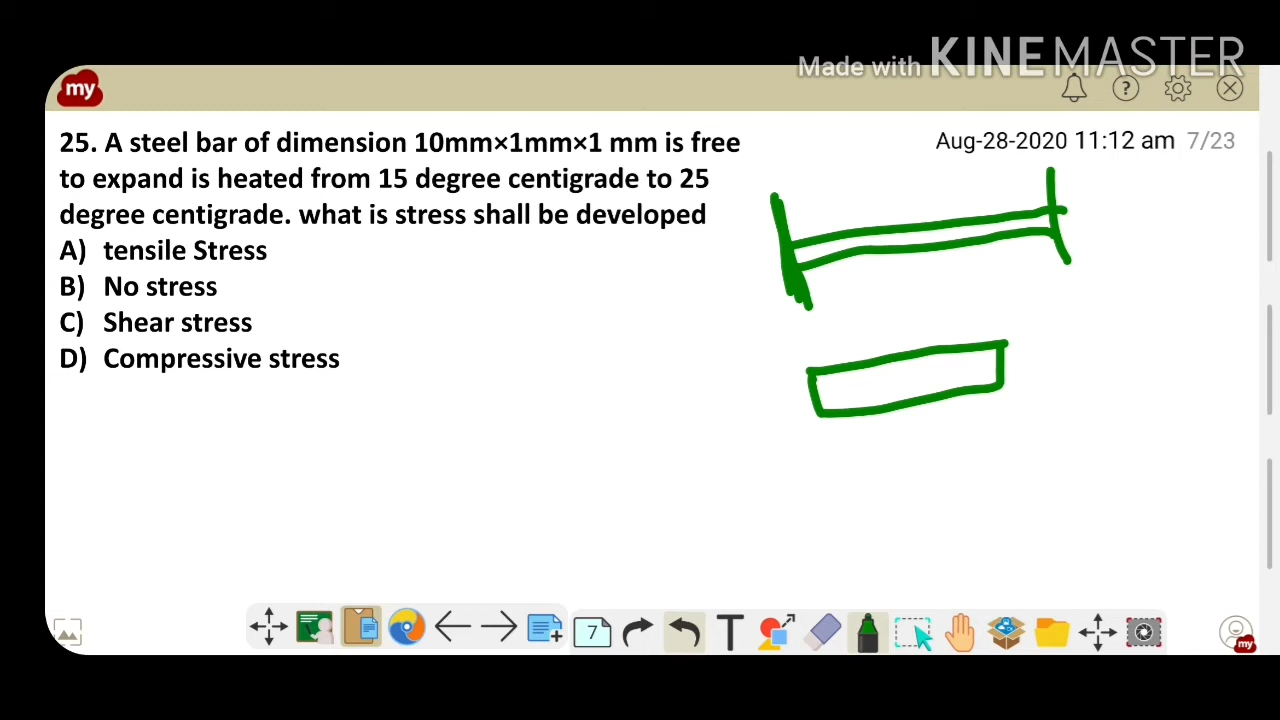 Made with KINEMASTER
my
Aug-28-2020 11:12 am 7/23
25. A steel bar of dimension 10mm×1mm×1 mm is free
to expand is heated from 15 degree centigrade to 25
degree centigrade. what is stress shall be developed
A) tensile Stress
B) No stress
C) Shear stress
D) Compressive stress
7
T
my